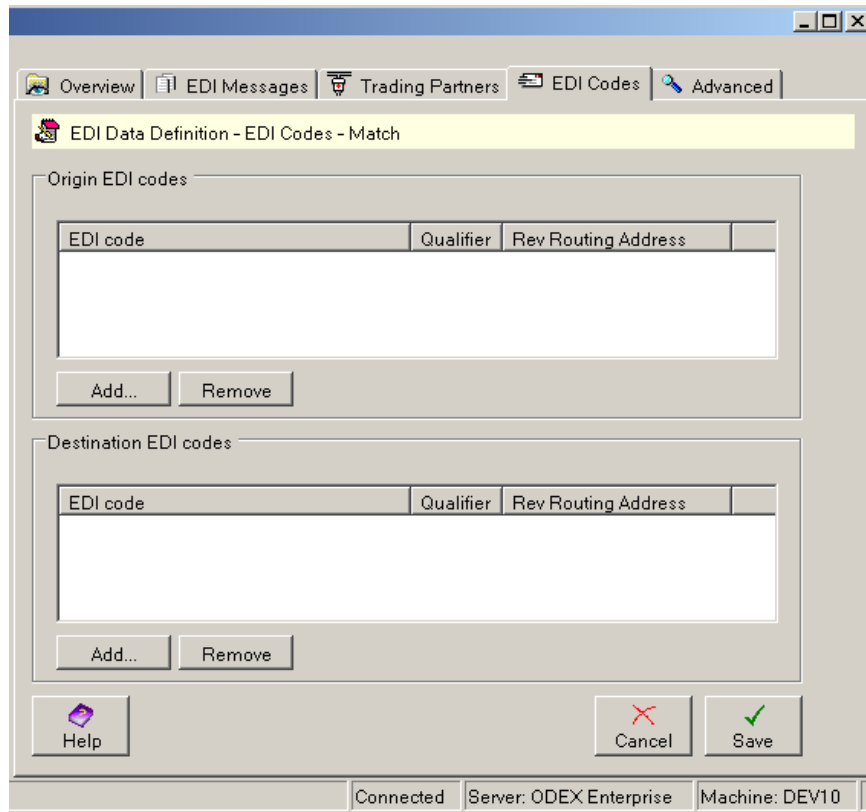 Overview EDI Messages Trading Partners EDI Codes Advanced
EDI Data Definition - EDI Codes - Match
Origin EDI codes
EDI code Qualifier Rev Routing Address
Add... Remove
Destination EDI codes
EDI code Qualifier Rev Routing Address
Add... Remove
Help Cancel Save
Connected Server: ODEX Enterprise Machine: DEV10